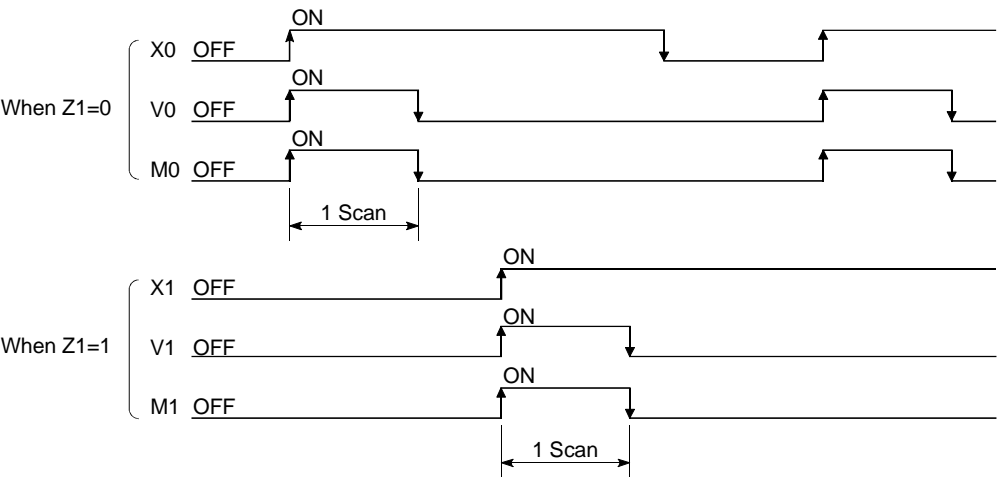 ON
X0 OFF
ON
When Z1=0
V0 OFF
ON
M0 OFF
1 Scan
ON
X1 OFF
ON
When Z1=1
V1 OFF
ON
M1 OFF
1 Scan